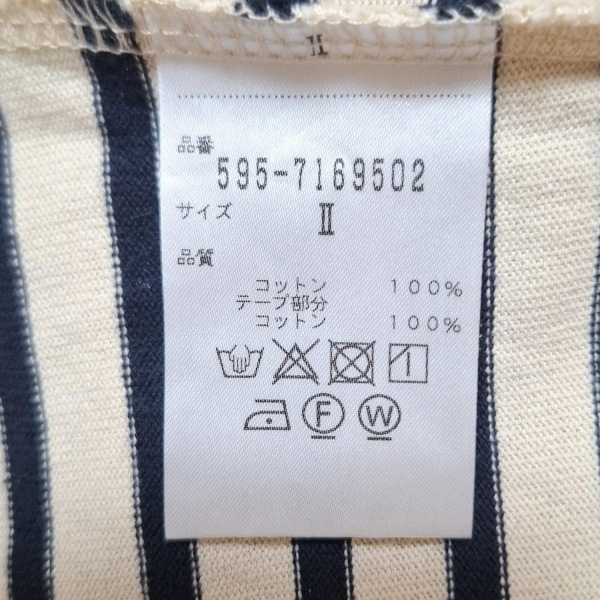 品番
595-7169502
サイズ
II
品質
コットン 100%
テープ部分
コットン 100%
F W